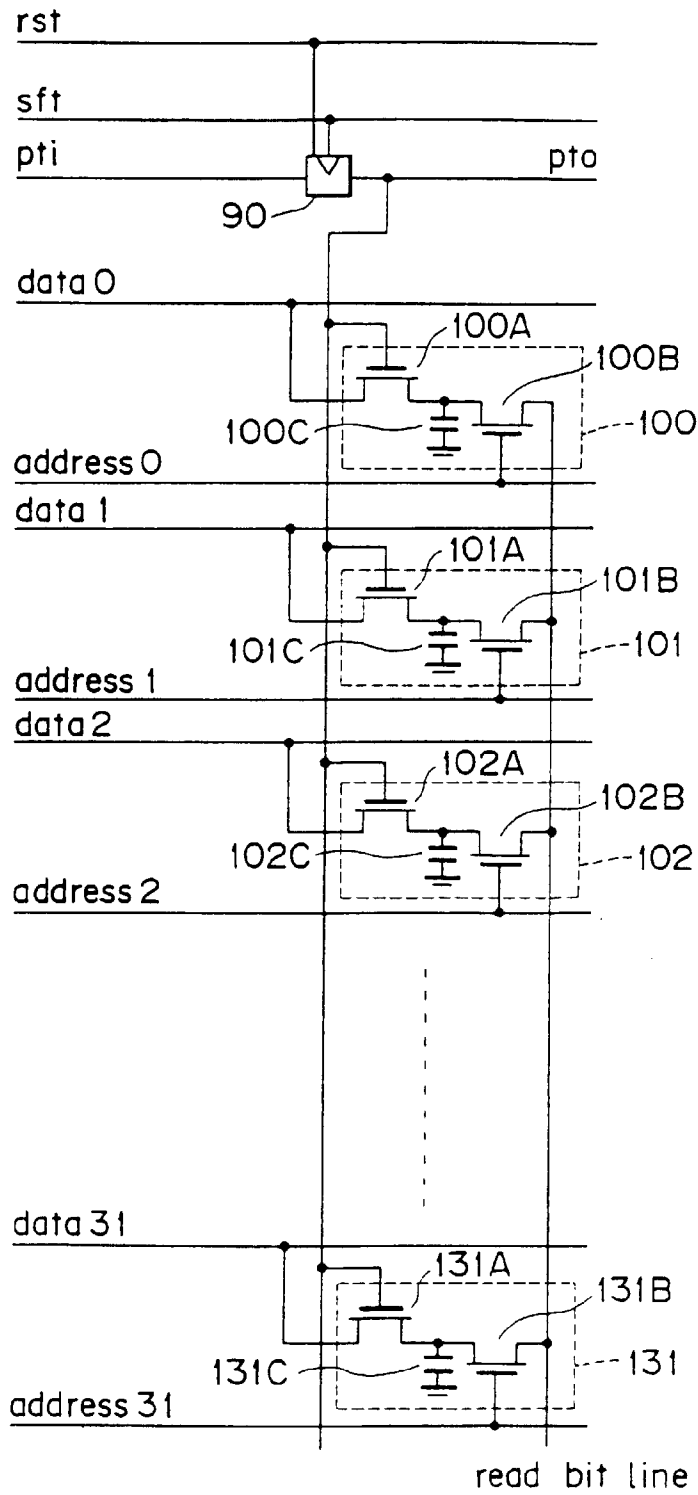 rst
sft
pti pto
90
data 0
100A
100B
100C 100
address 0
data 1
101A
101B
101C 101
address 1
data 2
102A
102B
102C 102
address 2
data 31
131A
131B
131C 131
address 31
read bit line